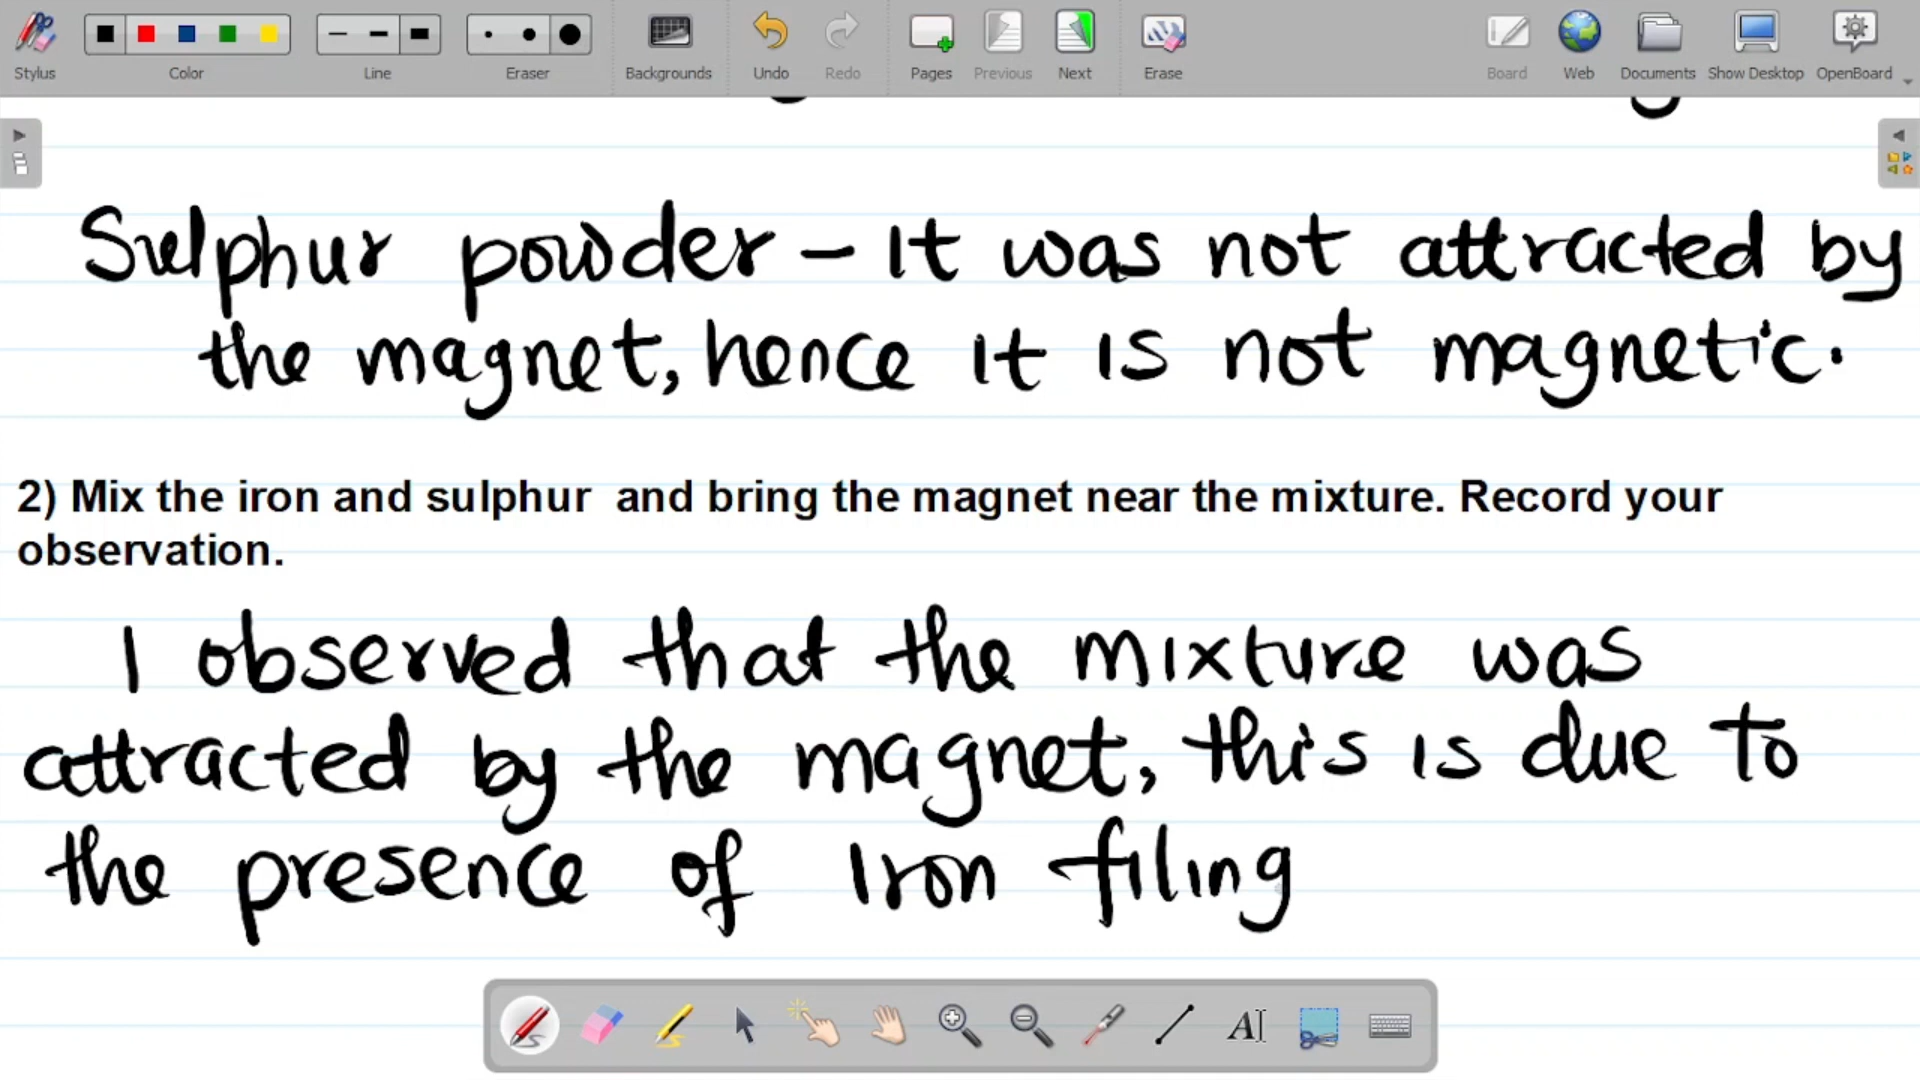 Stylus Color Line Eraser Backgrounds Undo Redo Pages Previous Next Erase Board Web Documents Show Desktop OpenBoard
Sulphur powder – It was not attracted by
the magnet, hence it is not magnetic.
2) Mix the iron and sulphur and bring the magnet near the mixture. Record your
observation.
I observed that the mixture was
attracted by the magnet, this is due to
the presence of Iron filing